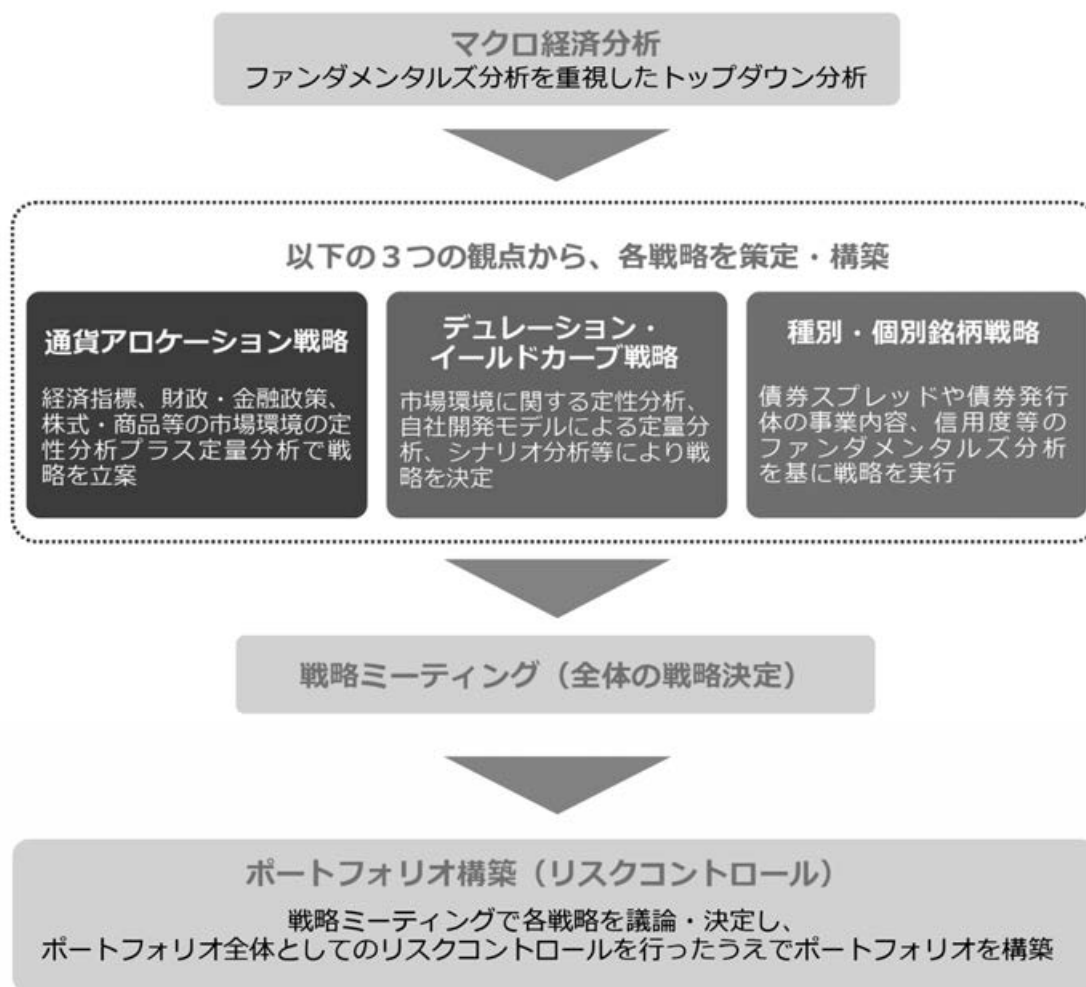 マクロ経済分析
ファンダメンタルズ分析を重視したトップダウン分析
以下の３つの観点から、各戦略を策定・構築
通貨アロケーション戦略
経済指標、財政・金融政策、
株式・商品等の市場環境の定
性分析プラス定量分析で戦
略を立案
デュレーション・
イールドカーブ戦略
市場環境に関する定性分析、
自社開発モデルによる定量分
析、シナリオ分析等により戦
略を決定
種別・個別銘柄戦略
債券スプレッドや債券発行
体の事業内容、信用度等の
ファンダメンタルズ分析
を基に戦略を実行
戦略ミーティング（全体の戦略決定）
ポートフォリオ構築（リスクコントロール）
戦略ミーティングで各戦略を議論・決定し、
ポートフォリオ全体としてのリスクコントロールを行ったうえでポートフォリオを構築